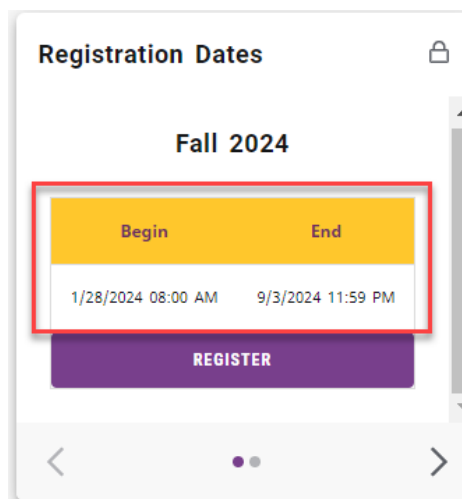 Registration Dates
Fall 2024
Begin End
1/28/2024 08:00 AM 9/3/2024 11:59 PM
REGISTER